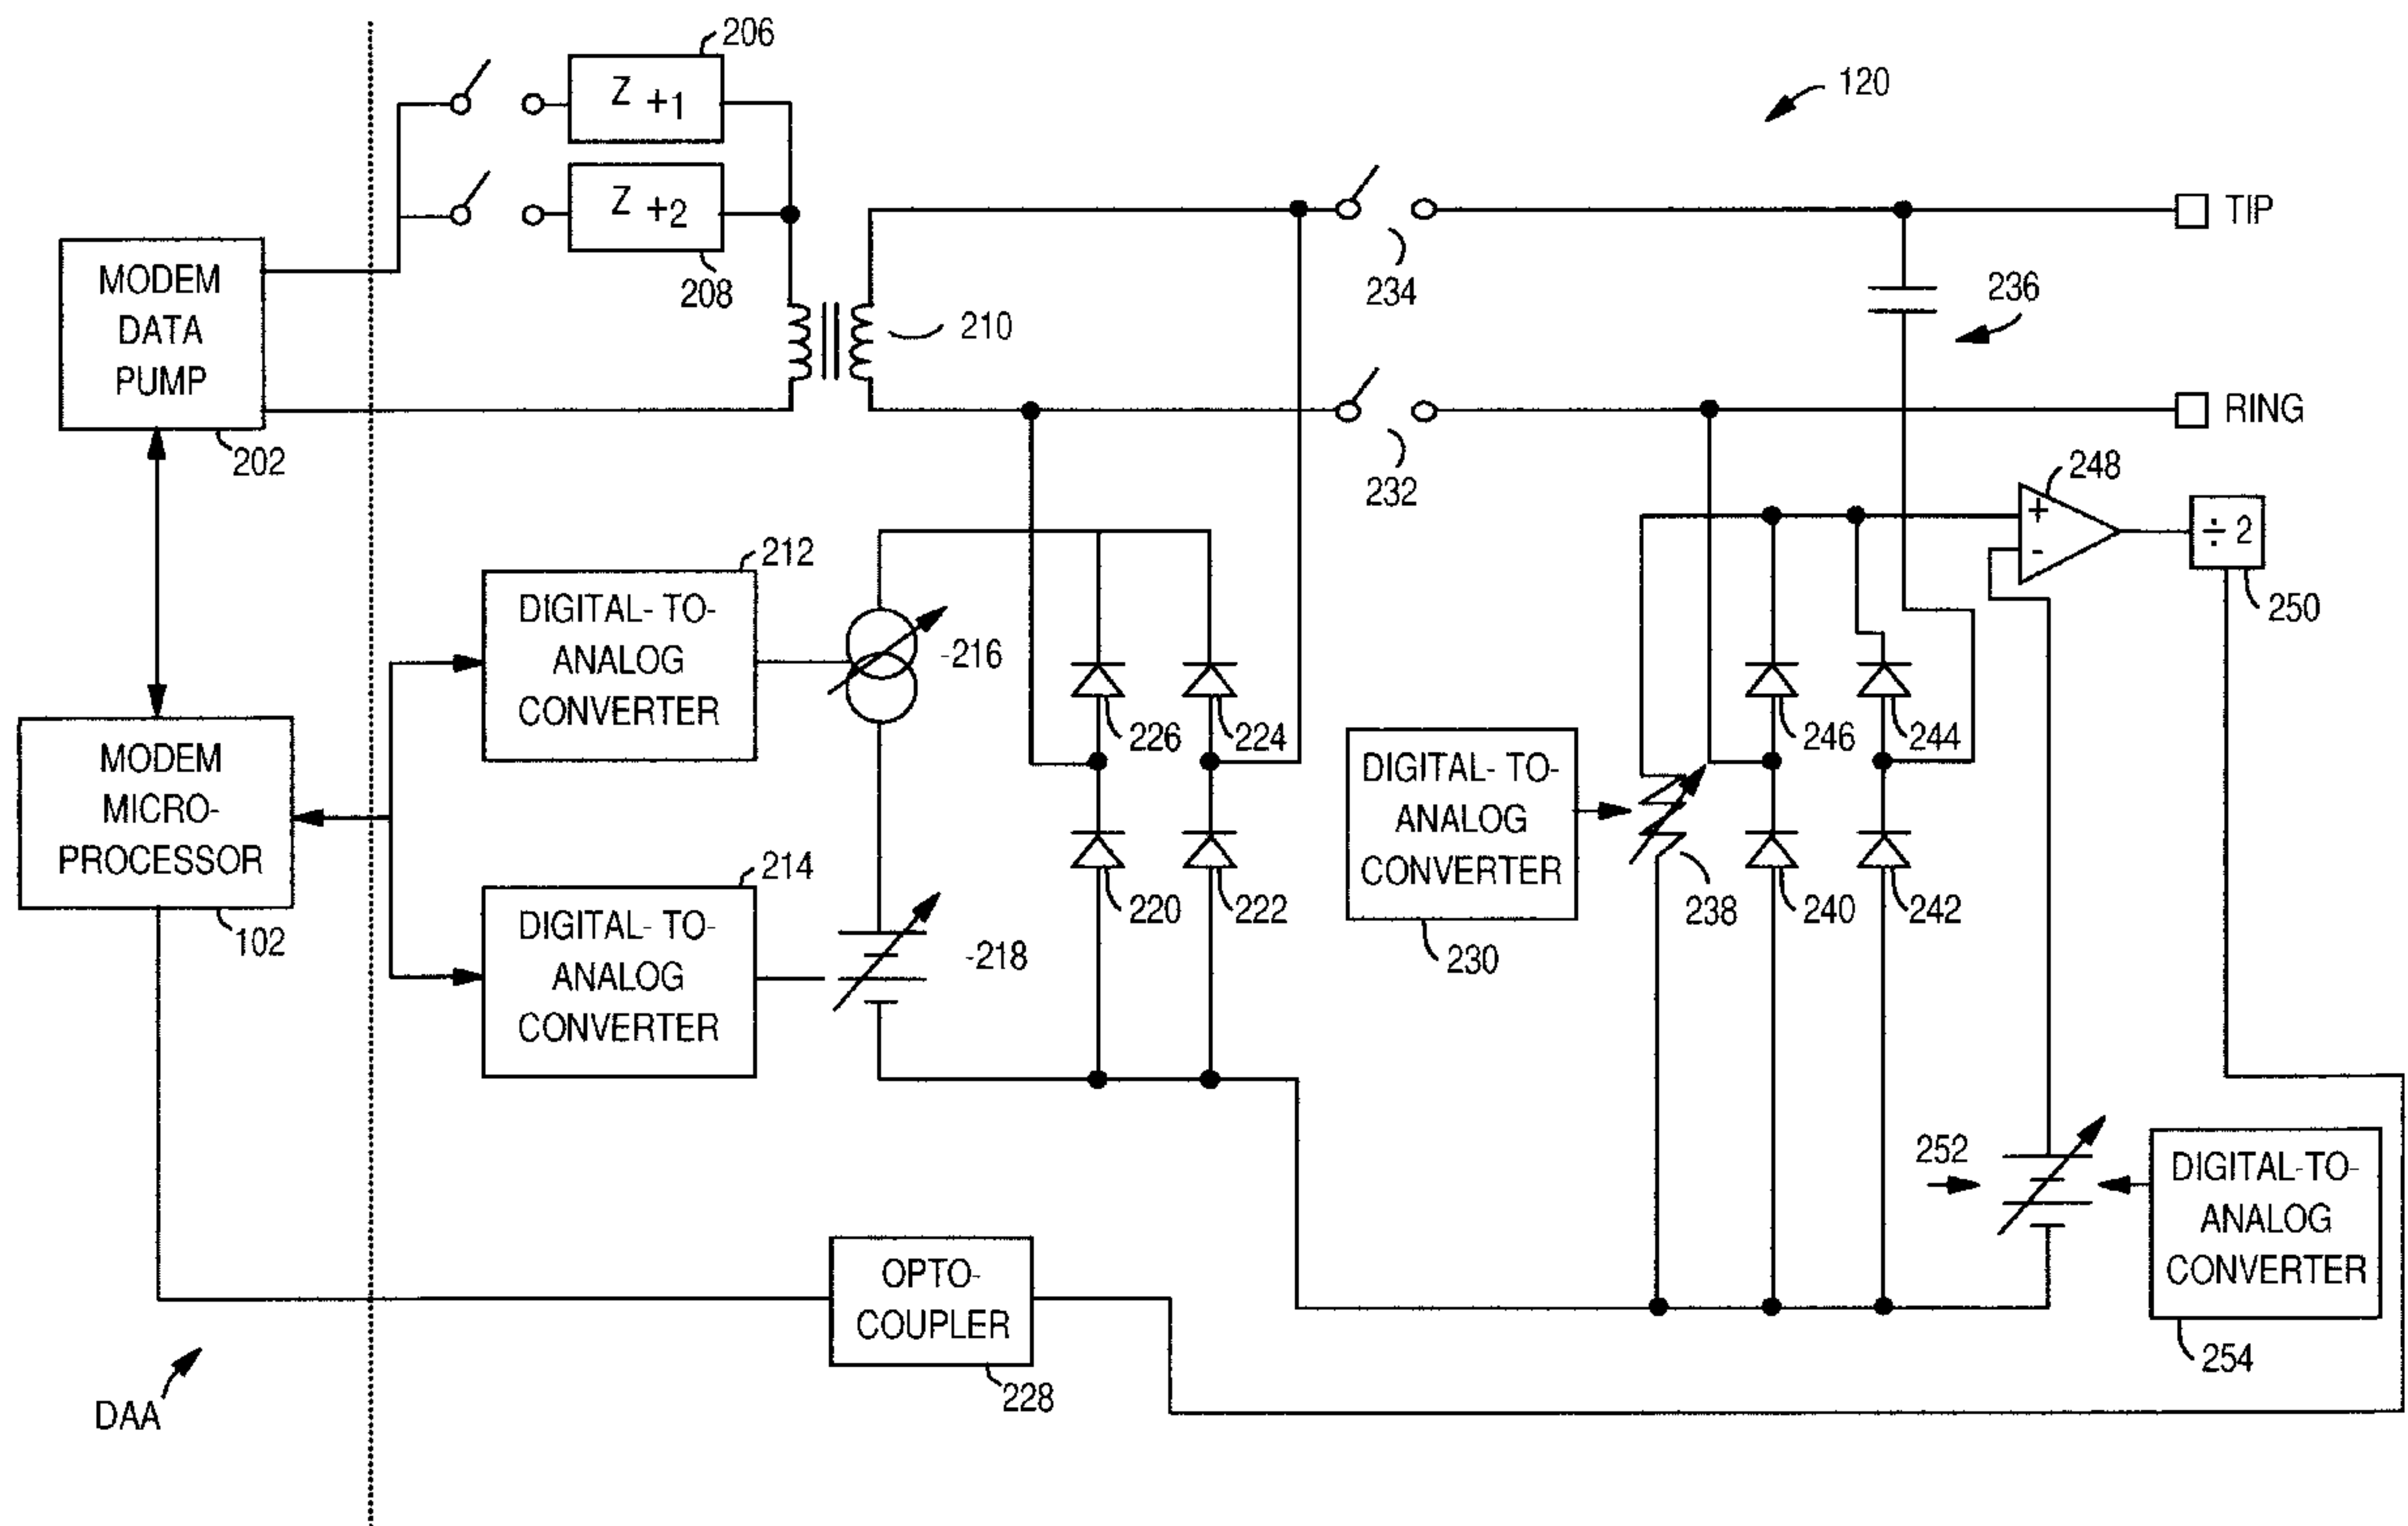 206
Z +1
120
Z +2
208
234
TIP
MODEM
DATA
PUMP
202
210
236
232
RING
248
+
-
÷ 2
250
212
DIGITAL- TO-
ANALOG
CONVERTER
-216
226
224
246
244
MODEM
MICRO-
PROCESSOR
102
DIGITAL- TO-
ANALOG
CONVERTER
230
238
214
DIGITAL- TO-
ANALOG
CONVERTER
-218
220
222
240
242
252
DIGITAL-TO-
ANALOG
CONVERTER
254
OPTO-
COUPLER
228
DAA